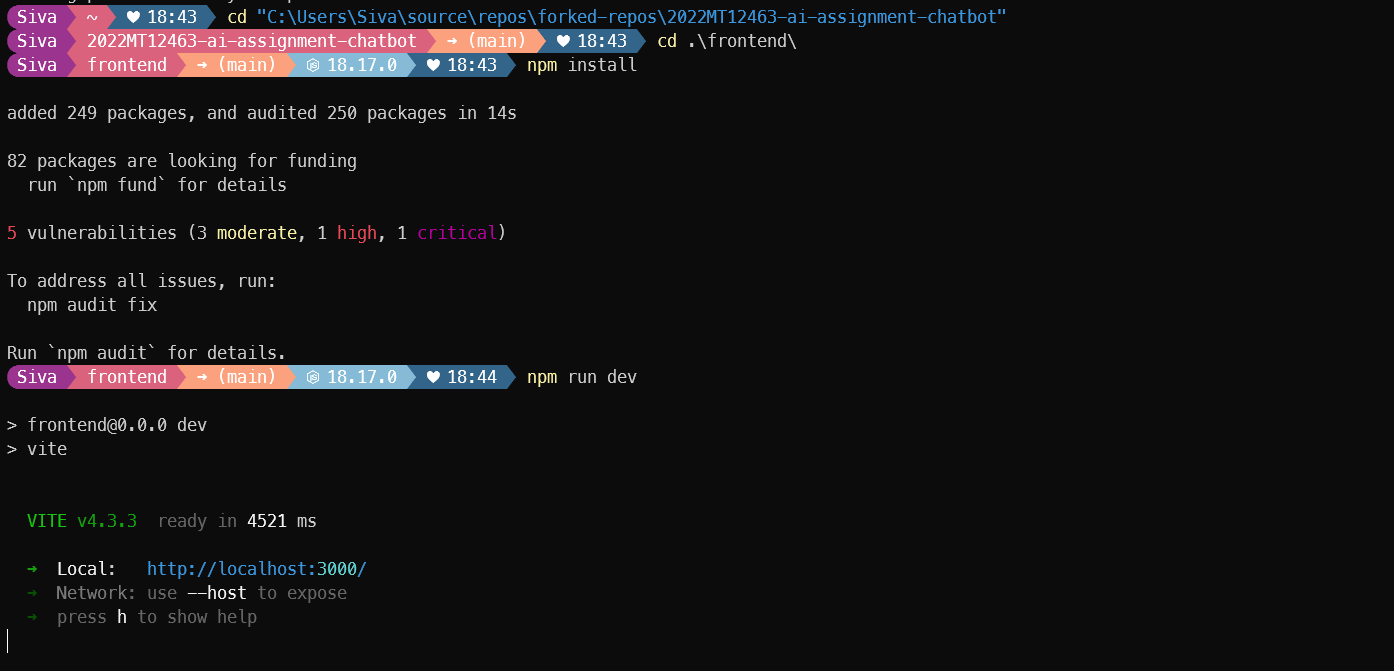 Siva ~ ♥ 18:43 cd "C:\Users\Siva\source\repos\forked-repos\2022MT12463-ai-assignment-chatbot"
Siva 2022MT12463-ai-assignment-chatbot → (main) ♥ 18:43 cd .\frontend\
Siva frontend → (main) 18.17.0 ♥ 18:43 npm install
added 249 packages, and audited 250 packages in 14s
82 packages are looking for funding
run `npm fund` for details
5 vulnerabilities (3 moderate, 1 high, 1 critical)
To address all issues, run:
npm audit fix
Run `npm audit` for details.
Siva frontend → (main) 18.17.0 ♥ 18:44 npm run dev
> frontend@0.0.0 dev
> vite
VITE v4.3.3 ready in 4521 ms
➜ Local: http://localhost:3000/
➜ Network: use --host to expose
➜ press h to show help